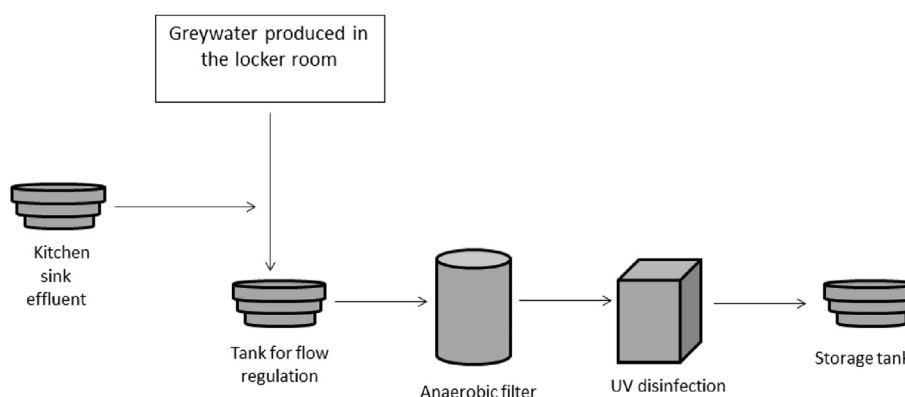 Greywater produced in
the locker room
Kitchen
sink
effluent
Tank for flow
regulation
Anaerobic filter
UV disinfection
Storage tank